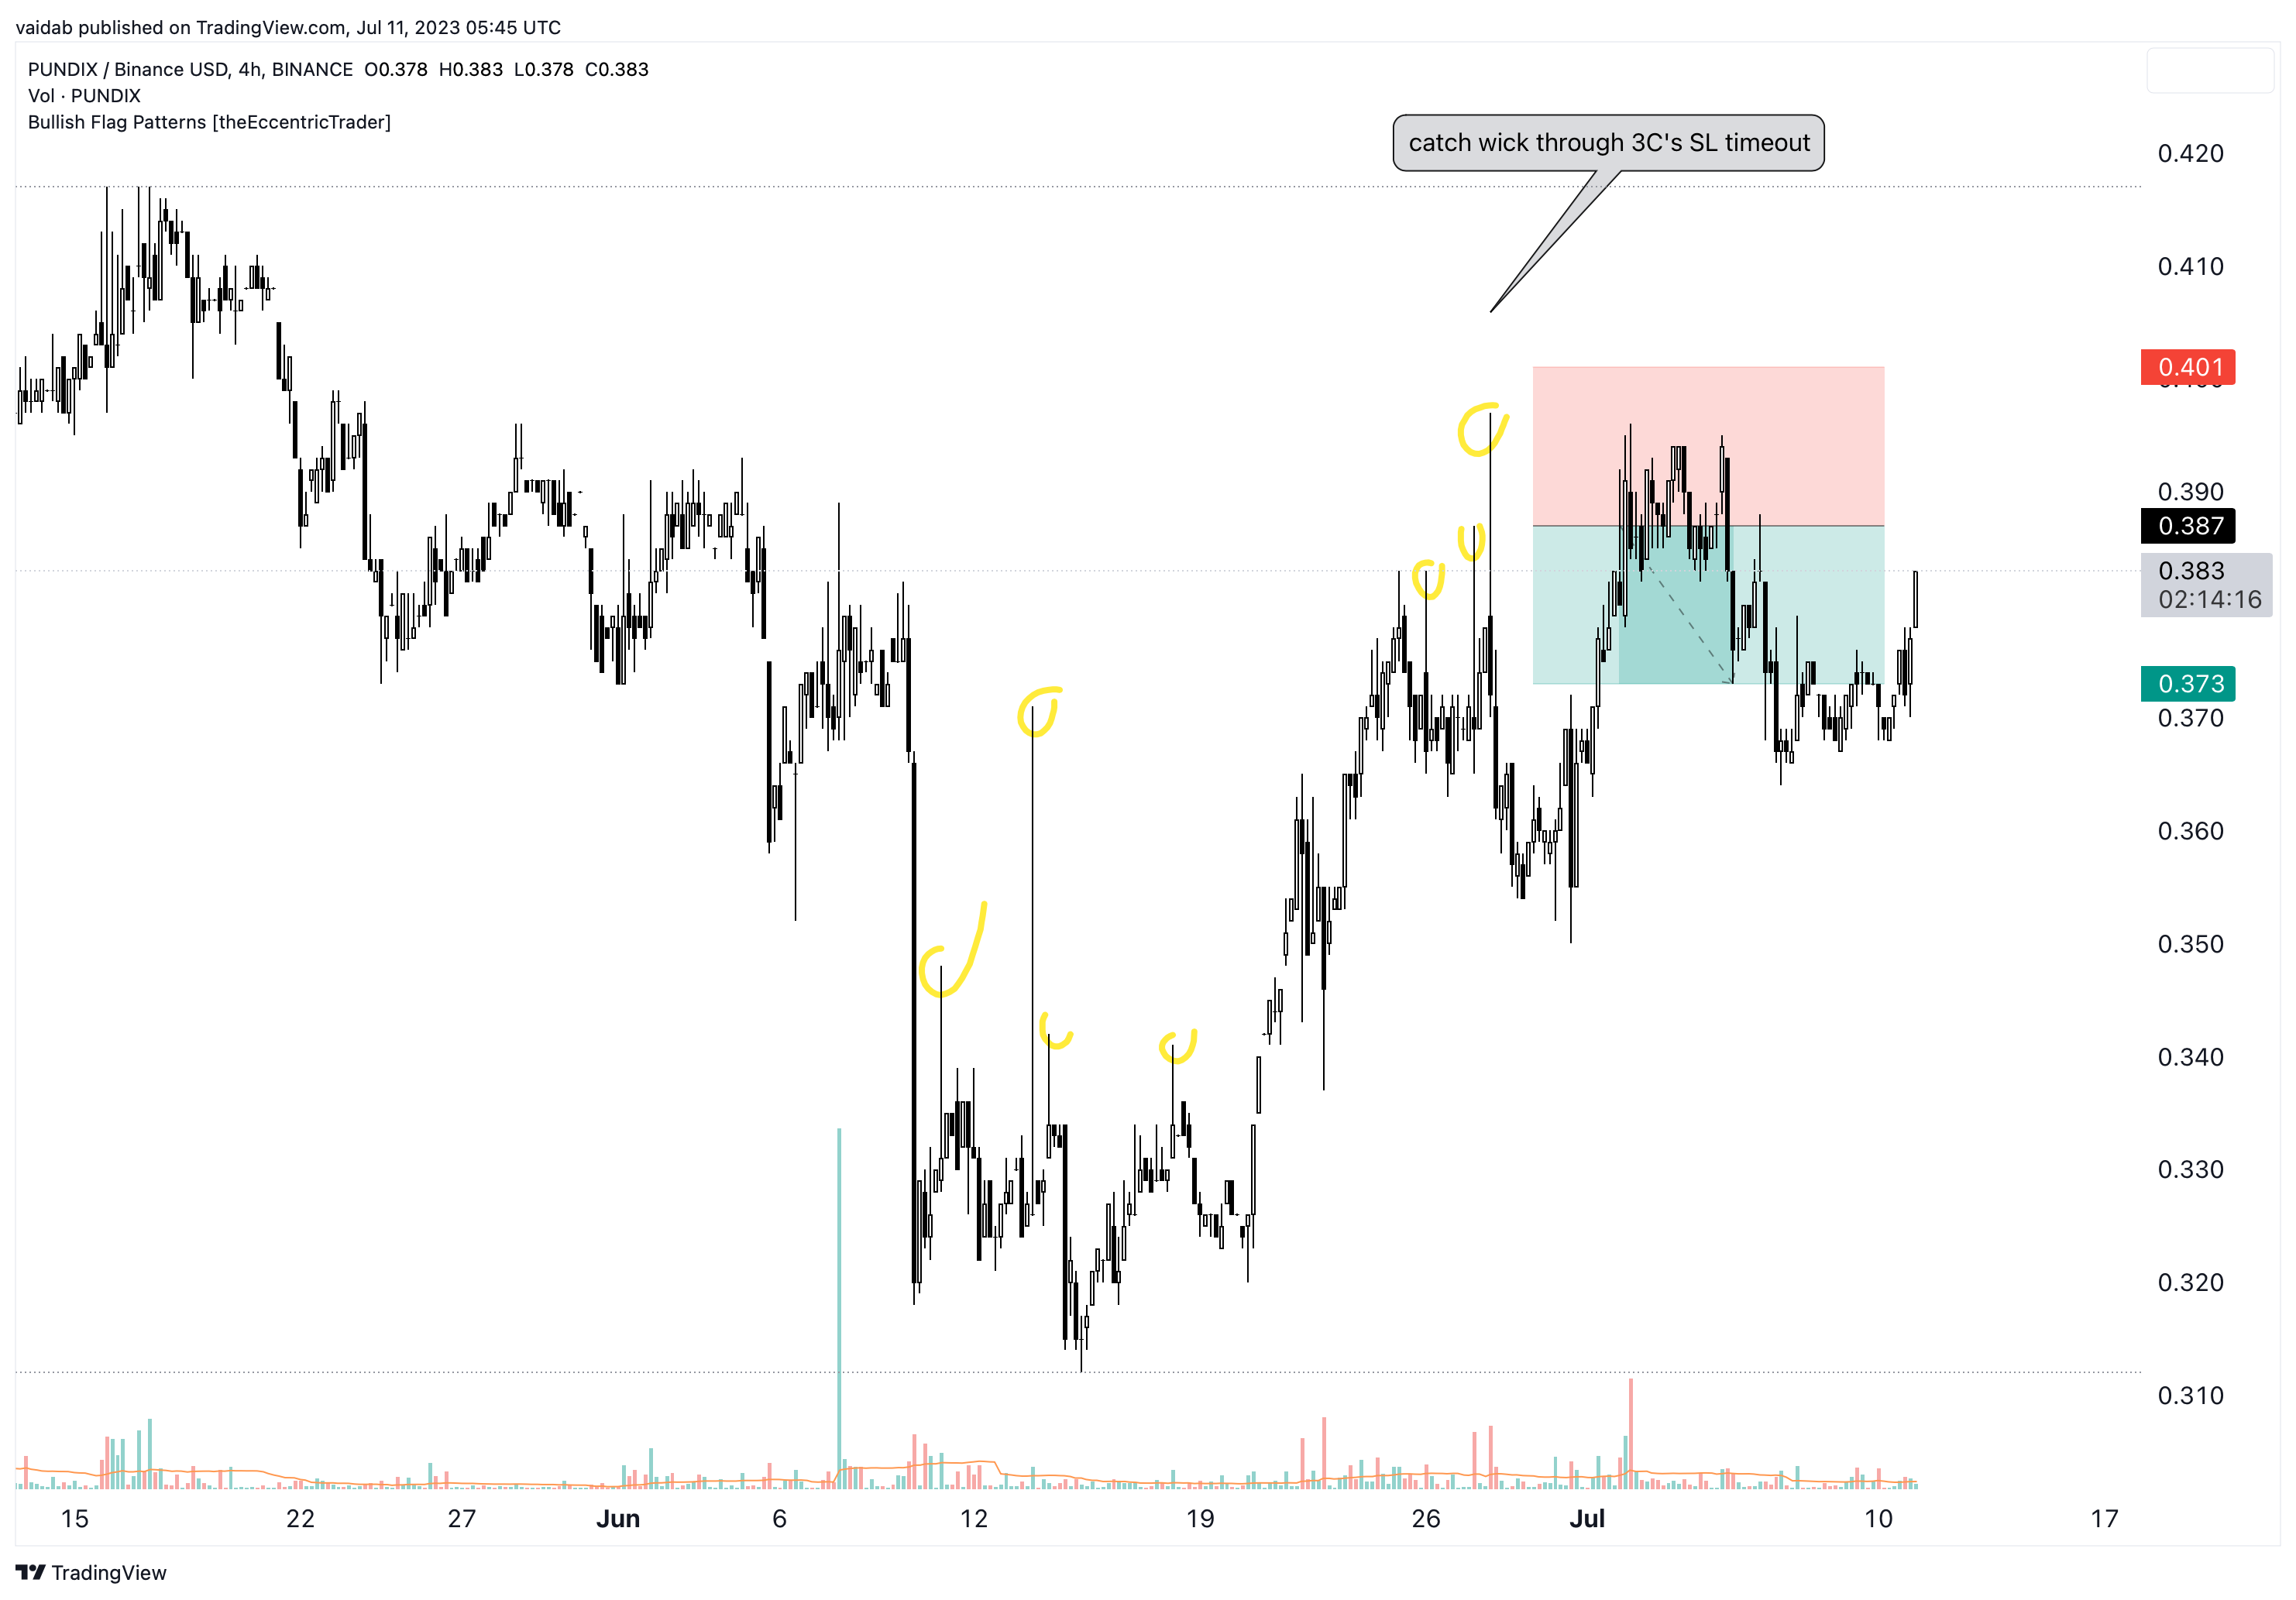 vaidab published on TradingView.com, Jul 11, 2023 05:45 UTC
PUNDIX / Binance USD, 4h, BINANCE O0.378 H0.383 L0.378 C0.383
Vol · PUNDIX
Bullish Flag Patterns [theEccentricTrader]
catch wick through 3C's SL timeout
0.420
0.410
0.401
0.390
0.387
0.383
02:14:16
0.373
0.370
0.360
0.350
0.340
0.330
0.320
0.310
15 22 27 Jun 6 12 19 26 Jul 10 17
TradingView